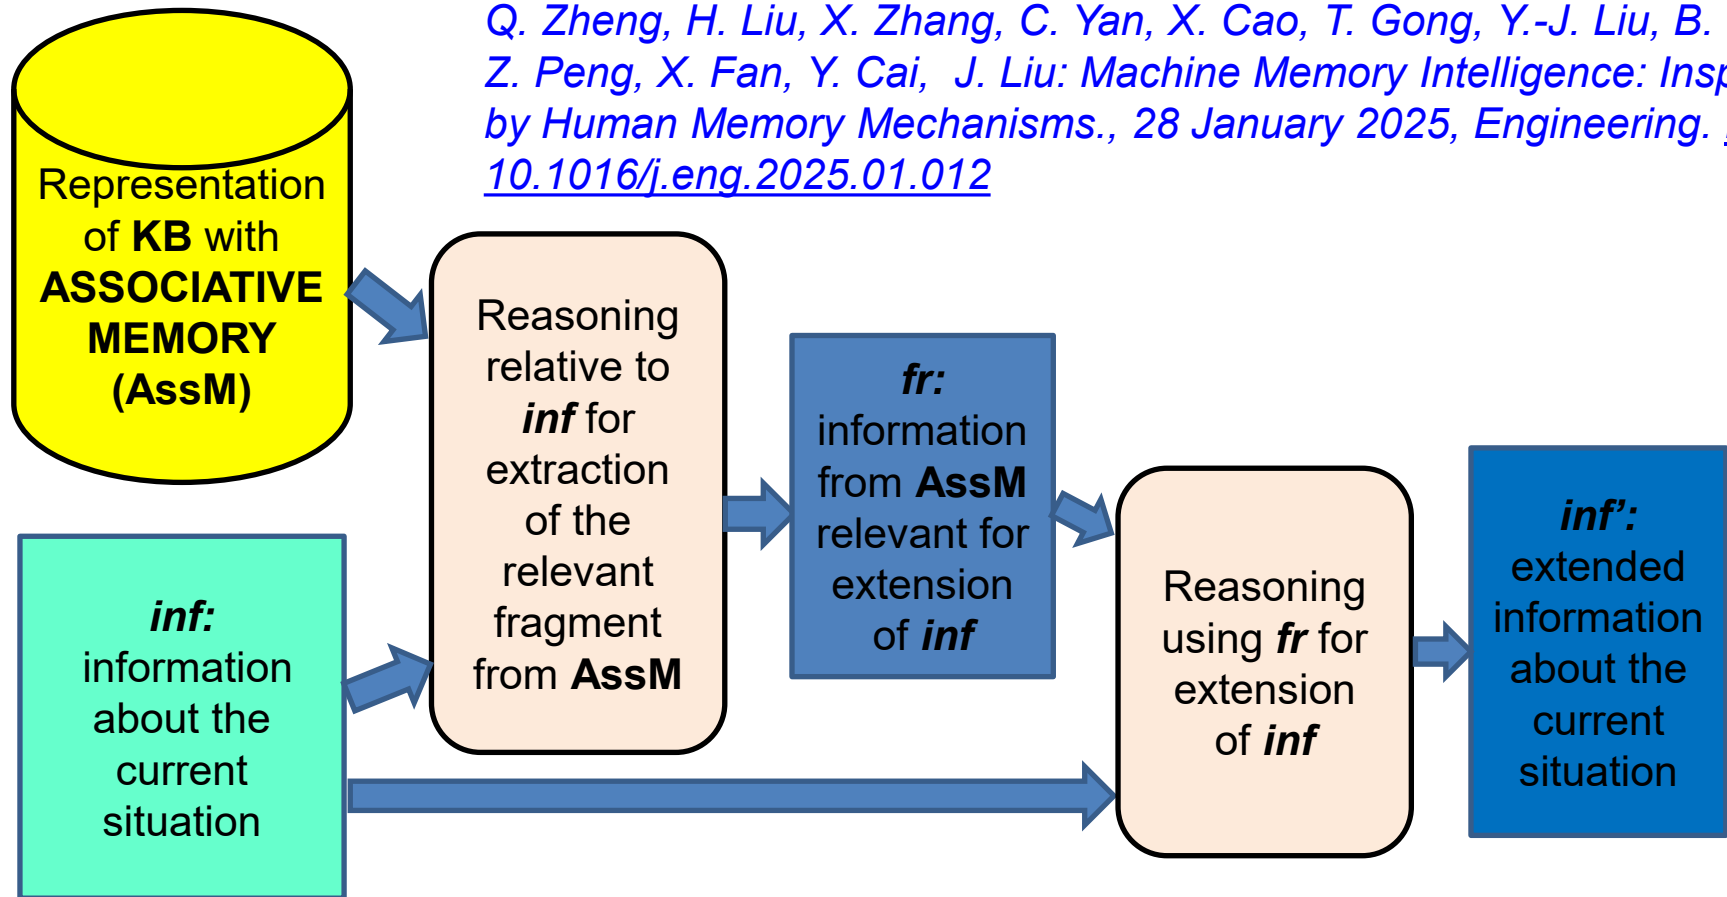 Q. Zheng, H. Liu, X. Zhang, C. Yan, X. Cao, T. Gong, Y.-J. Liu, B.
Z. Peng, X. Fan, Y. Cai,  J. Liu: Machine Memory Intelligence:
by Human Memory Mechanisms., 28 January 2025, Engineering.
10.1016/j.eng.2025.01.012
Representation
of KB with
ASSOCIATIVE
MEMORY
(AssM)
inf:
information
about the
current
situation
Reasoning
relative to
inf for
extraction
of the
relevant
fragment
from AssM
fr:
information
from AssM
relevant for
extension
of inf
Reasoning
using fr for
extension
of inf
inf’:
extended
information
about the
current
situation